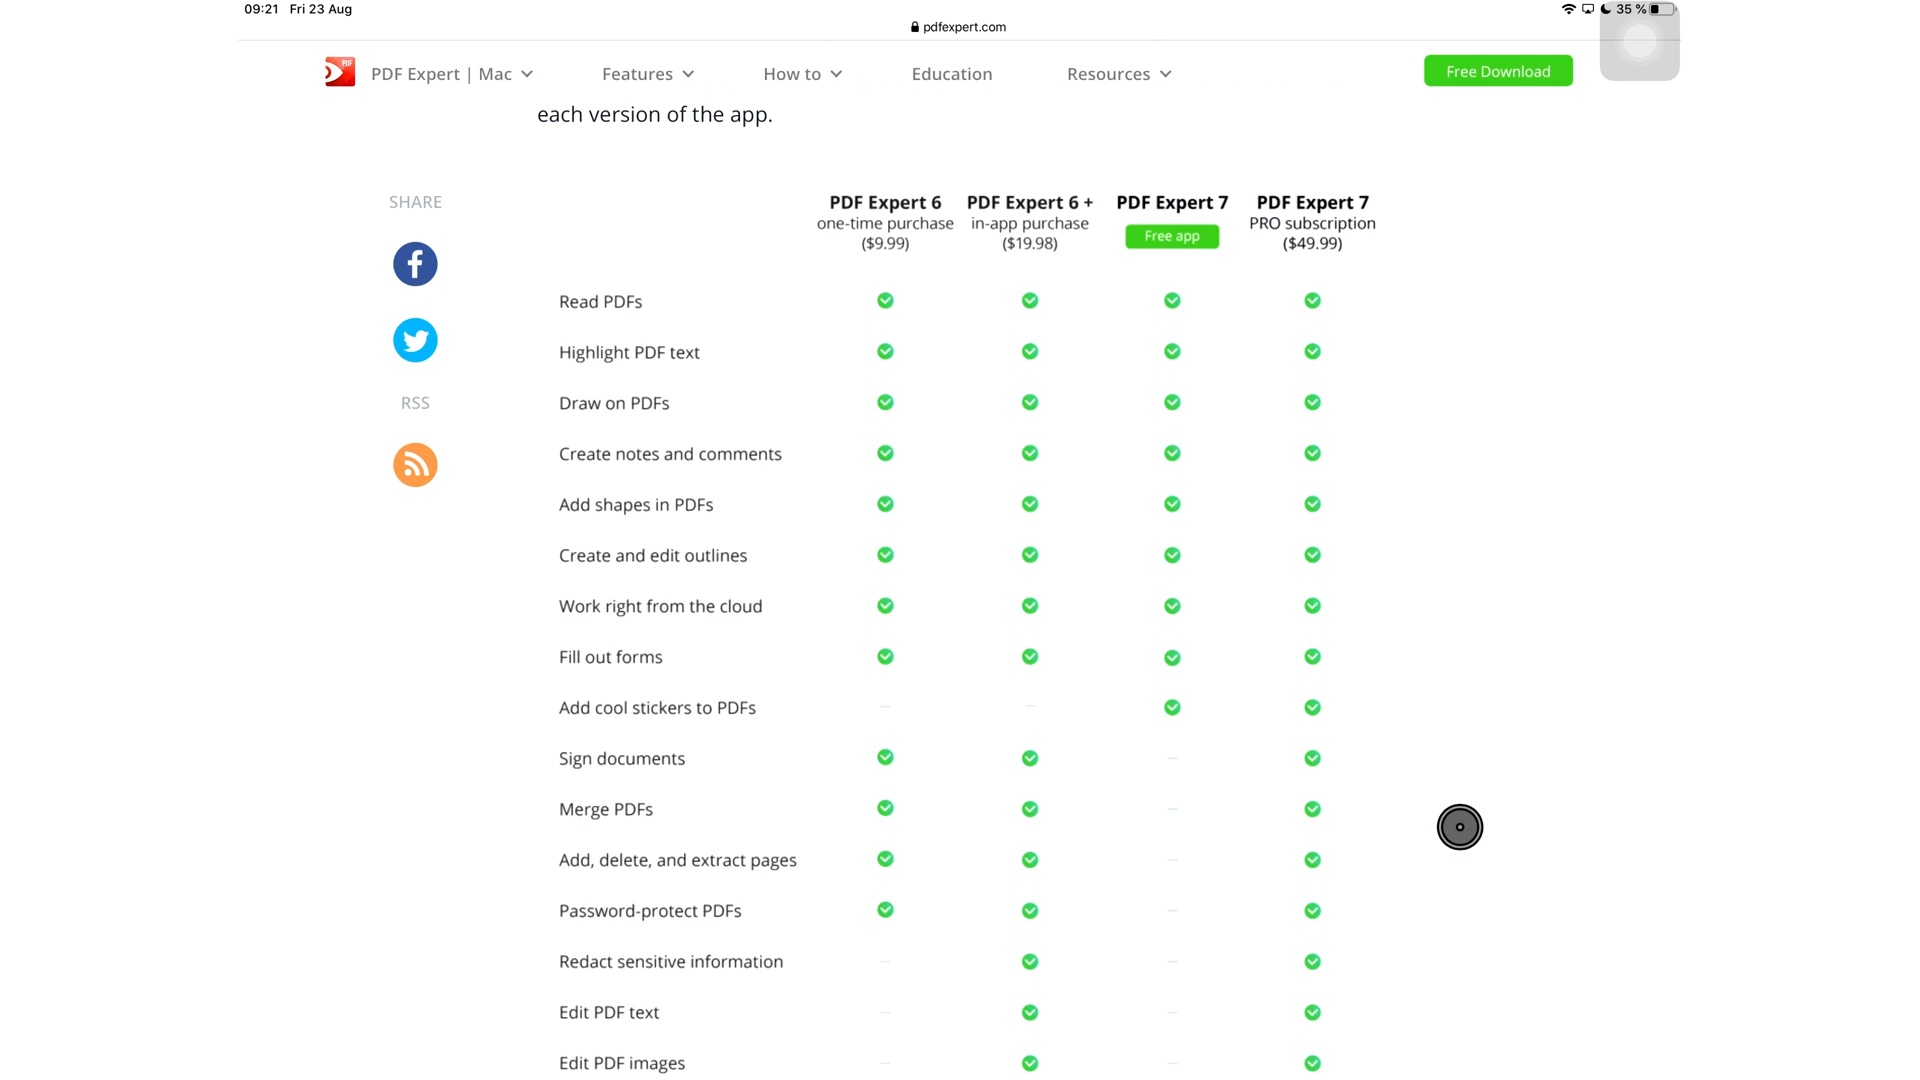 09:21 Fri 23 Aug
35 %
pdfexpert.com
PDF
PDF Expert | Mac
Features
How to
Education
Resources
Free Download
each version of the app.
SHARE
RSS
PDF Expert 6
one-time purchase
($9.99)
PDF Expert 6 +
in-app purchase
($19.98)
PDF Expert 7
Free app
PDF Expert 7
PRO subscription
($49.99)
Read PDFs
Highlight PDF text
Draw on PDFs
Create notes and comments
Add shapes in PDFs
Create and edit outlines
Work right from the cloud
Fill out forms
Add cool stickers to PDFs
Sign documents
Merge PDFs
Add, delete, and extract pages
Password-protect PDFs
Redact sensitive information
Edit PDF text
Edit PDF images